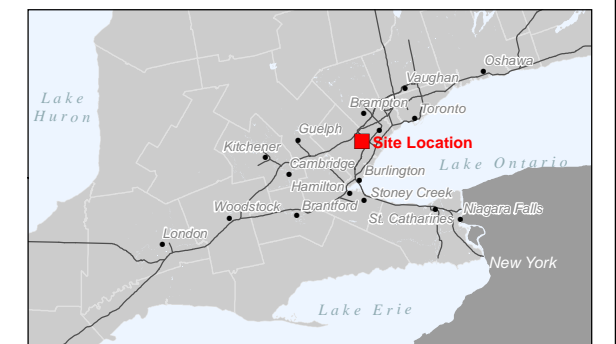 Oshawa
Vaughan
Lake
Huron
Brampton
Toronto
Guelph
Site Location
Kitchener
Cambridge
Lake Ontario
Burlington
Hamilton
Stoney Creek
Woodstock
Brantford
St. Catharines
Niagara Falls
London
New York
Lake Erie